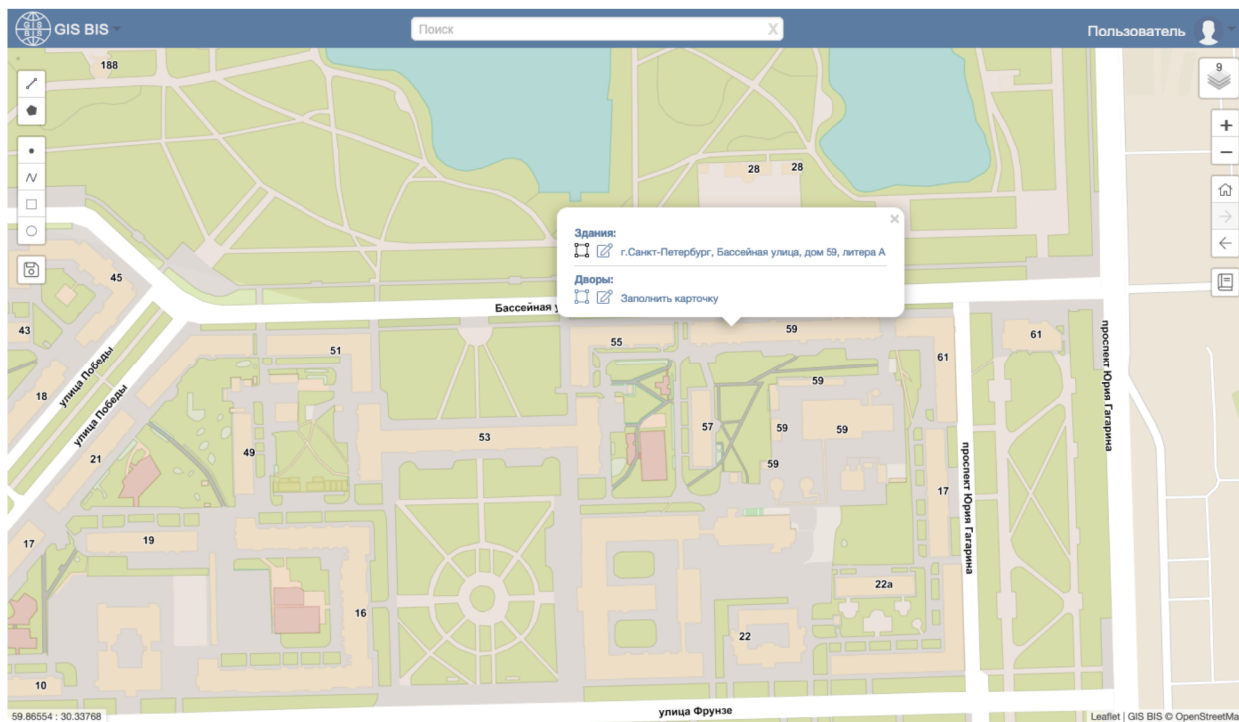 GIS BIS
Поиск
X
Пользователь
188
9
28
28
Здания:
г.Санкт-Петербург, Бассейная улица, дом 59, литера А
Дворы:
Заполнить карточку
45
Бассейная
43
51
55
59
61
61
улица Победы
проспект Юрия Гагарина
18
59
улица Победы
57
59
59
53
49
21
59
проспект Юрия Гагарина
17
17
19
22а
16
22
10
улица Фрунзе
59.86554 : 30.33768
Leaflet | GIS BIS © OpenStreetMa